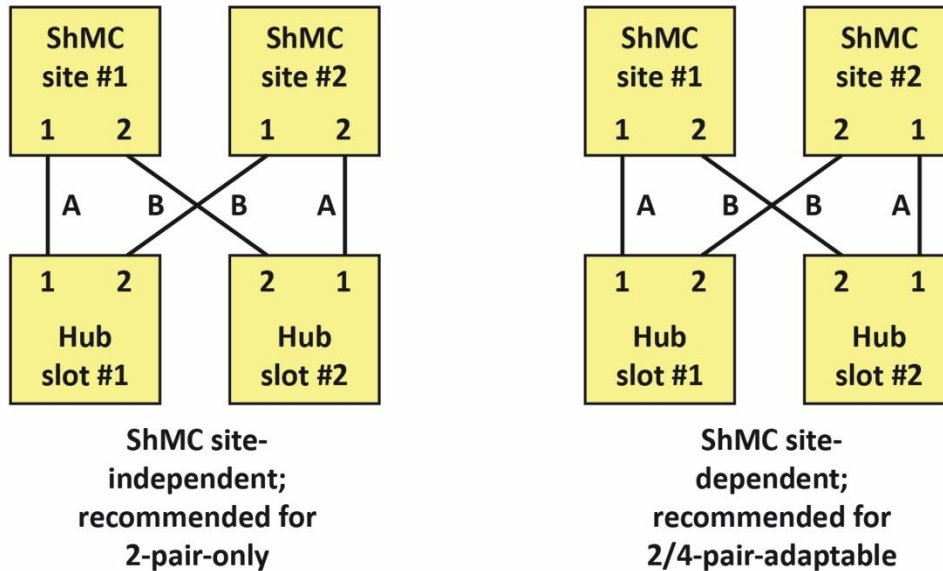 ShMC
site #1
1 2
ShMC
site #2
1 2
A B B A
1 2
Hub
slot #1
2 1
Hub
slot #2
ShMC site-
independent;
recommended for
2-pair-only
ShMC
site #1
1 2
ShMC
site #2
2 1
A B B A
1 2
Hub
slot #1
2 1
Hub
slot #2
ShMC site-
dependent;
recommended for
2/4-pair-adaptable